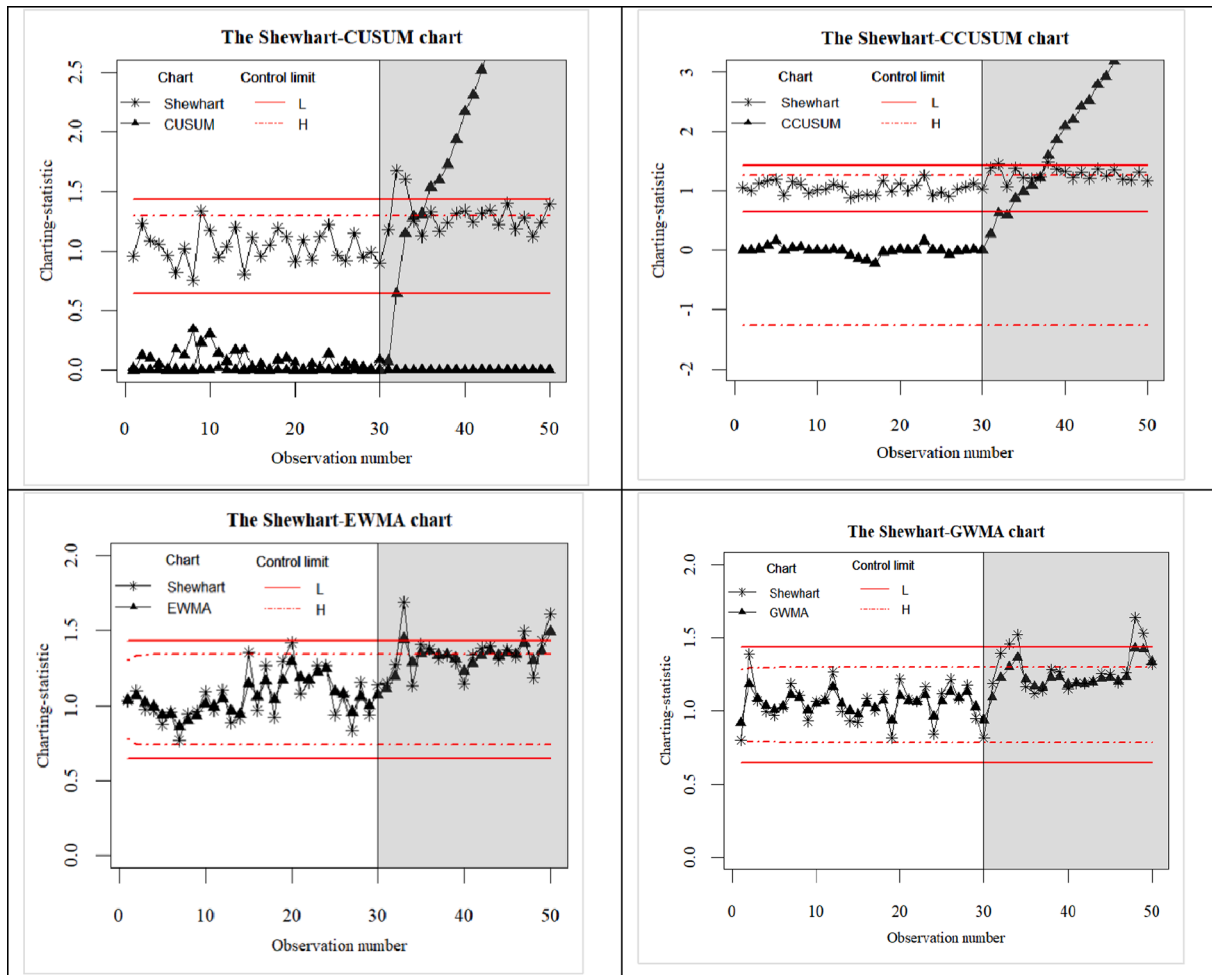 The Shewhart-CUSUM chart
Chart Control limit
Shewhart L
CUSUM H
Charting-statistic
2.5
2.0
1.5
1.0
0.5
0.0
0 10 20 30 40 50
Observation number
The Shewhart-CCUSUM chart
Chart Control limit
Shewhart L
CCUSUM H
Charting-statistic
3
2
1
0
-1
-2
0 10 20 30 40 50
Observation number
The Shewhart-EWMA chart
Chart Control limit
Shewhart L
EWMA H
Charting-statistic
2.0
1.5
1.0
0.5
0.0
0 10 20 30 40 50
Observation number
The Shewhart-GWMA chart
Chart Control limit
Shewhart L
GWMA H
Charting-statistic
2.0
1.5
1.0
0.5
0.0
0 10 20 30 40 50
Observation number